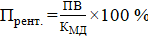 Прент. = ПВ/КМД ×100 %